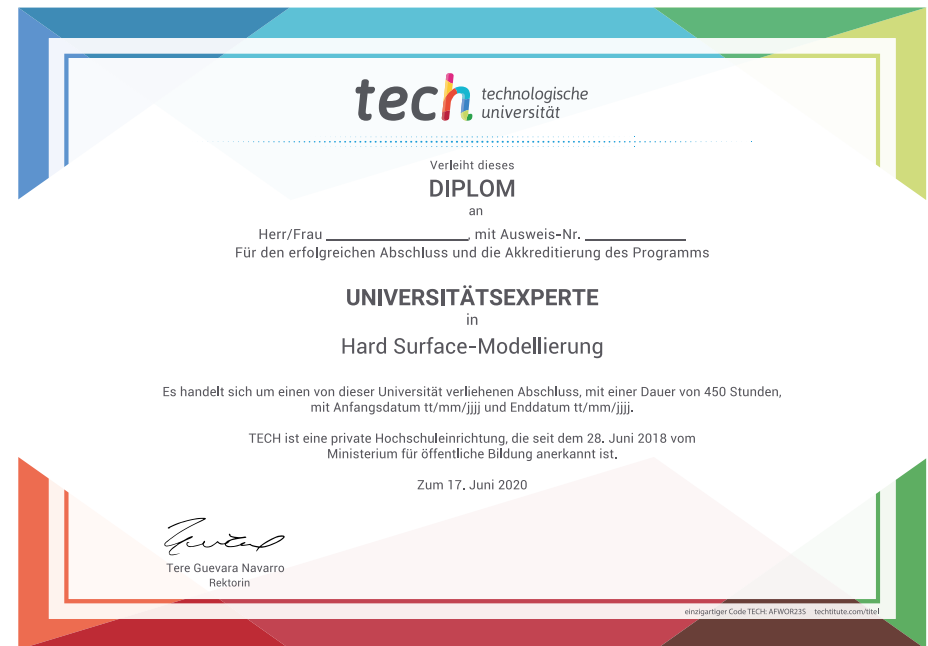 tech technologische
universität
Verleiht dieses
DIPLOM
an
Herr/Frau ____________, mit Ausweis-Nr. ____________
Für den erfolgreichen Abschluss und die Akkreditierung des Programms
UNIVERSITÄTSEXPERTE
in
Hard Surface-Modellierung
Es handelt sich um einen von dieser Universität verliehenen Abschluss, mit einer Dauer von 450 Stunden,
mit Anfangsdatum tt/mm/jjjj und Enddatum tt/mm/jjjj.
TECH ist eine private Hochschuleinrichtung, die seit dem 28. Juni 2018 vom
Ministerium für öffentliche Bildung anerkannt ist.
Zum 17. Juni 2020
Tere Guevara Navarro
Rektorin
einzigartiger Code TECH: AFWOR23S techtitute.com/titel